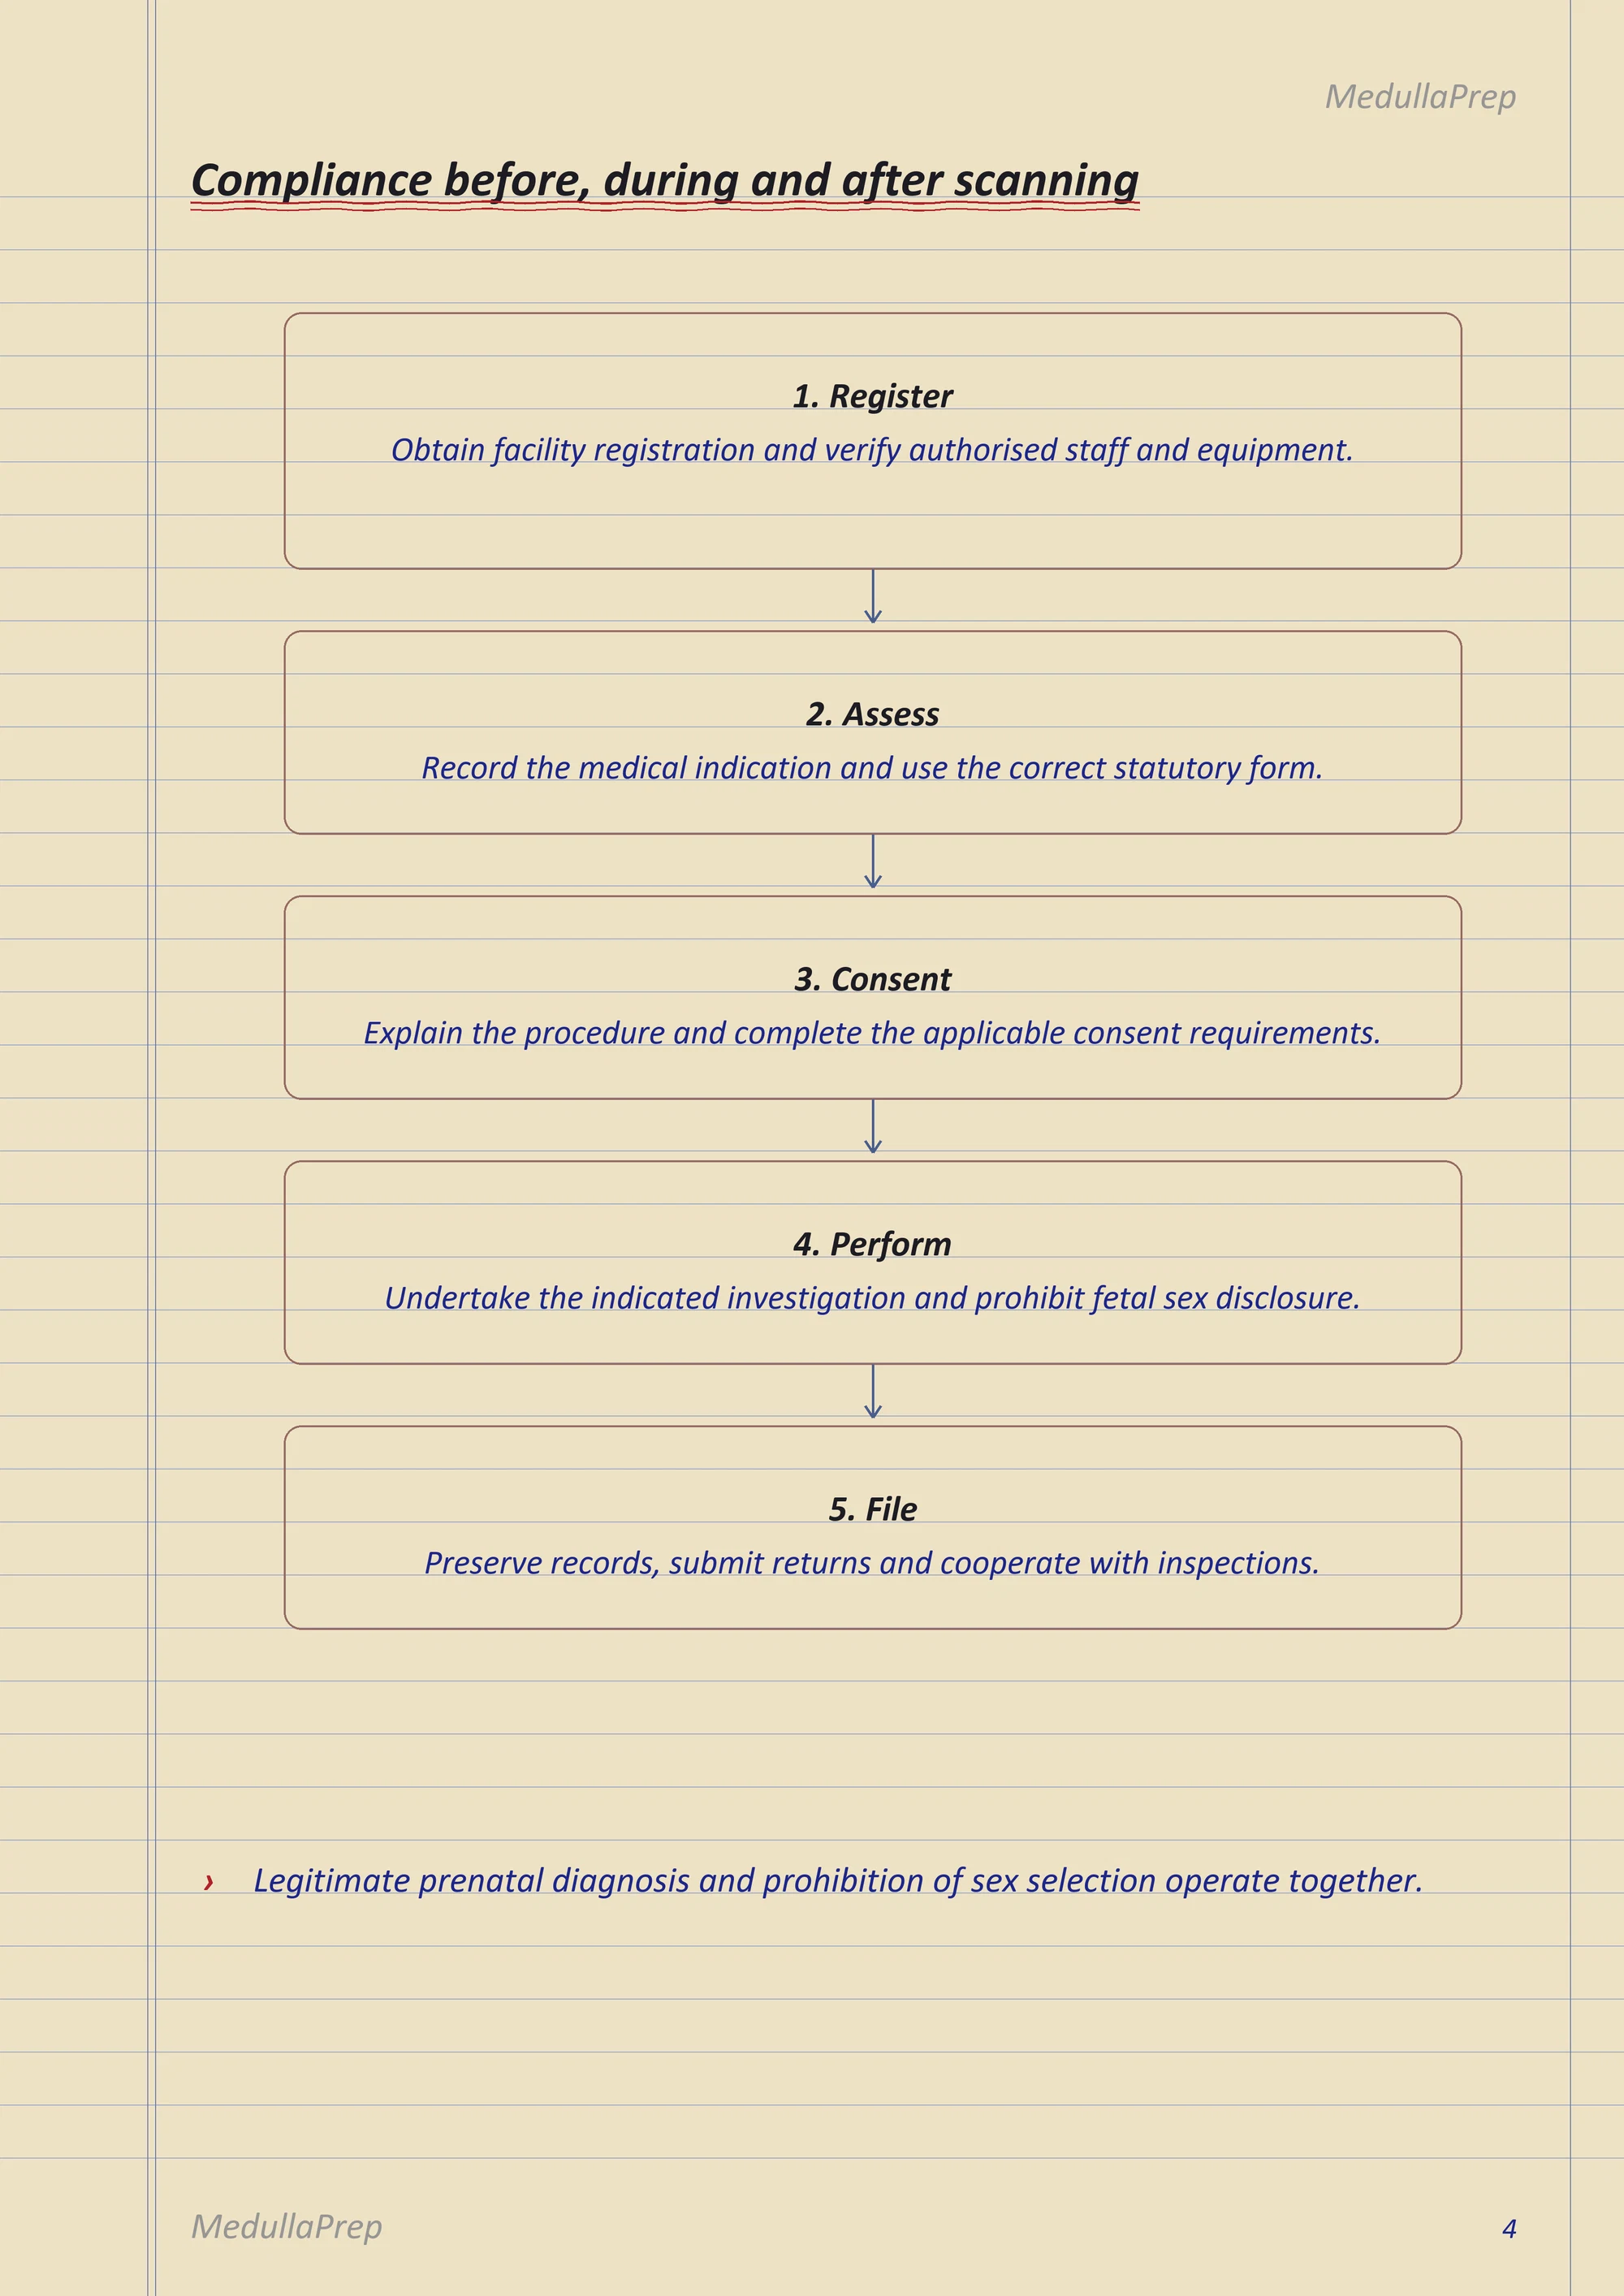 MedullaPrep
Compliance before, during and after scanning
1. Register
Obtain facility registration and verify authorised staff and equipment.
2. Assess
Record the medical indication and use the correct statutory form.
3. Consent
Explain the procedure and complete the applicable consent requirements.
4. Perform
Undertake the indicated investigation and prohibit fetal sex disclosure.
5. File
Preserve records, submit returns and cooperate with inspections.
› Legitimate prenatal diagnosis and prohibition of sex selection operate together.
MedullaPrep
4